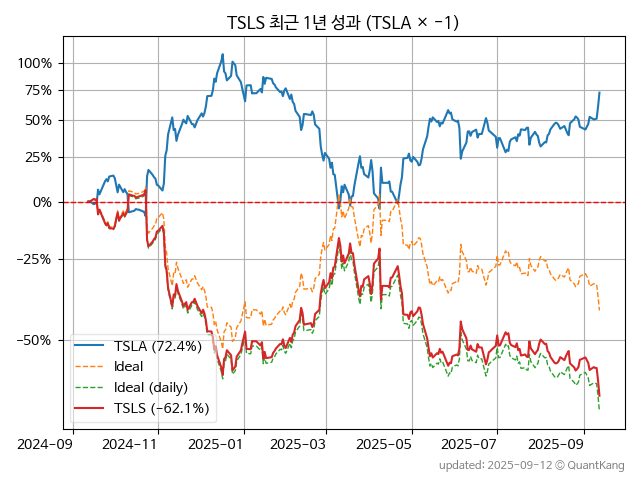 TSLS 최근 1년 성과 (TSLA × −1)
100%
75%
50%
25%
0%
−25%
−50%
TSLA (72.4%)
Ideal
Ideal (daily)
TSLS (−62.1%)
2024-09 2024-11 2025-01 2025-03 2025-05 2025-07 2025-09
updated: 2025-09-12 © QuantKang